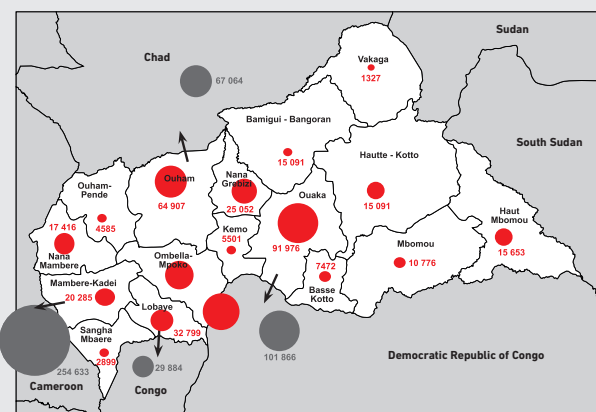 Sudan
Chad
Vakaga
1327
67 064
Bamigui - Bangoran
South Sudan
15 091
Hautte - Kotto
Ouham
Nana
Grebizi
Ouham-
Pende
15 091
Ouaka
64 907
25 052
Haut
Mbomou
4585
17 416
Kemo
5501
91 976
Mbomou
15 653
Nana
Mambere
Ombella-
Mpoko
7472
10 776
Mambere-Kadei
20 285
Basse
Kotto
Lobaye
32 799
Sangha
Mbaere
2899
101 866
Democratic Republic of Congo
254 633
29 884
Cameroon
Congo